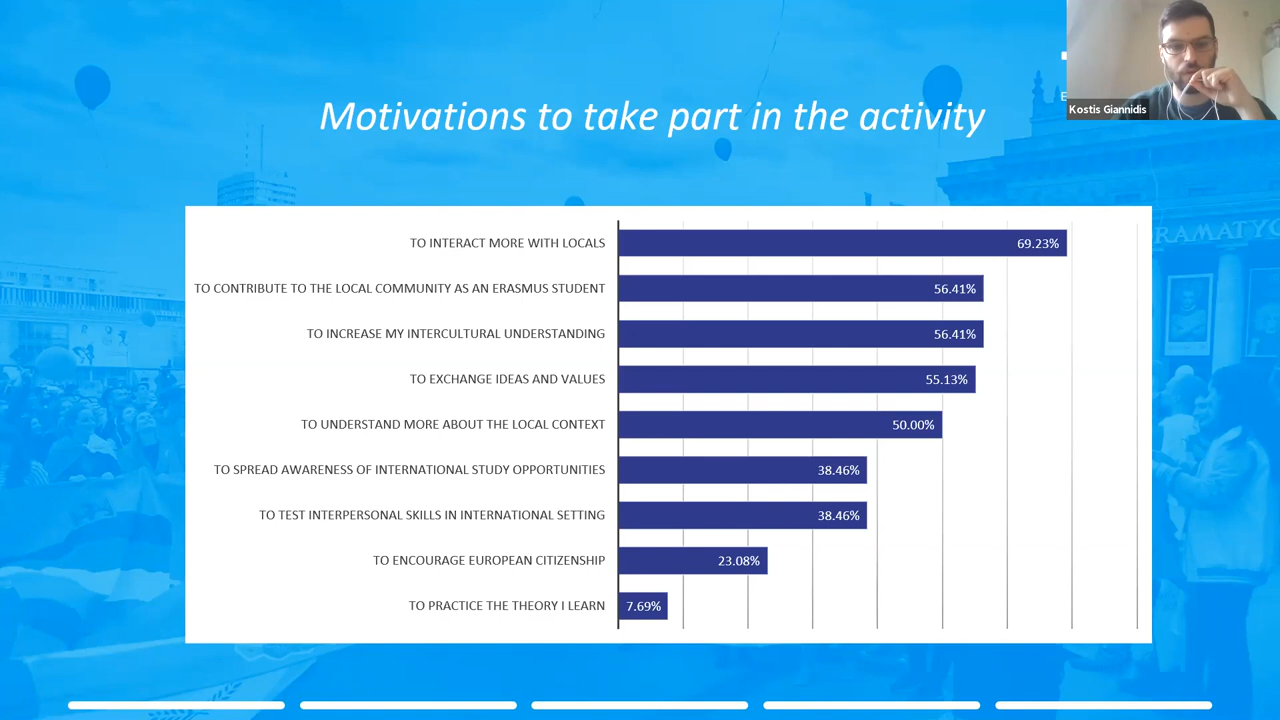 Motivations to take part in the activity
E
Kostis Giannidis
RAMATYC
TO INTERACT MORE WITH LOCALS 69.23%
TO CONTRIBUTE TO THE LOCAL COMMUNITY AS AN ERASMUS STUDENT 56.41%
TO INCREASE MY INTERCULTURAL UNDERSTANDING 56.41%
TO EXCHANGE IDEAS AND VALUES 55.13%
TO UNDERSTAND MORE ABOUT THE LOCAL CONTEXT 50.00%
TO SPREAD AWARENESS OF INTERNATIONAL STUDY OPPORTUNITIES 38.46%
TO TEST INTERPERSONAL SKILLS IN INTERNATIONAL SETTING 38.46%
TO ENCOURAGE EUROPEAN CITIZENSHIP 23.08%
TO PRACTICE THE THEORY I LEARN 7.69%